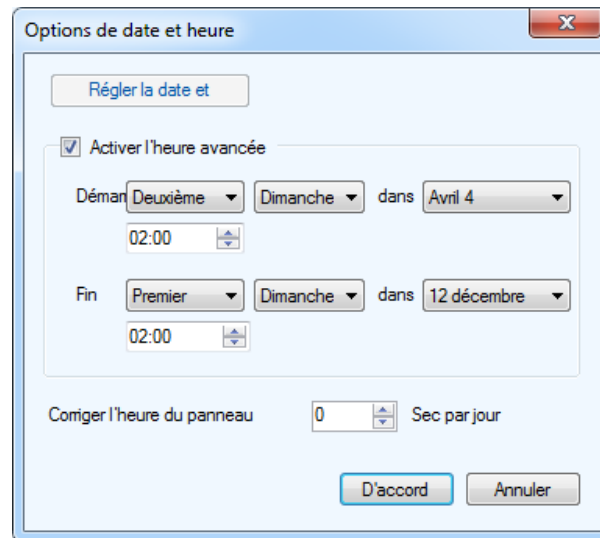 Options de date et heure
Régler la date et
Activer l'heure avancée
Démar Deuxième Dimanche dans Avril 4
02:00
Fin Premier Dimanche dans 12 décembre
02:00
Corriger l'heure du panneau 0 Sec par jour
D'accord Annuler